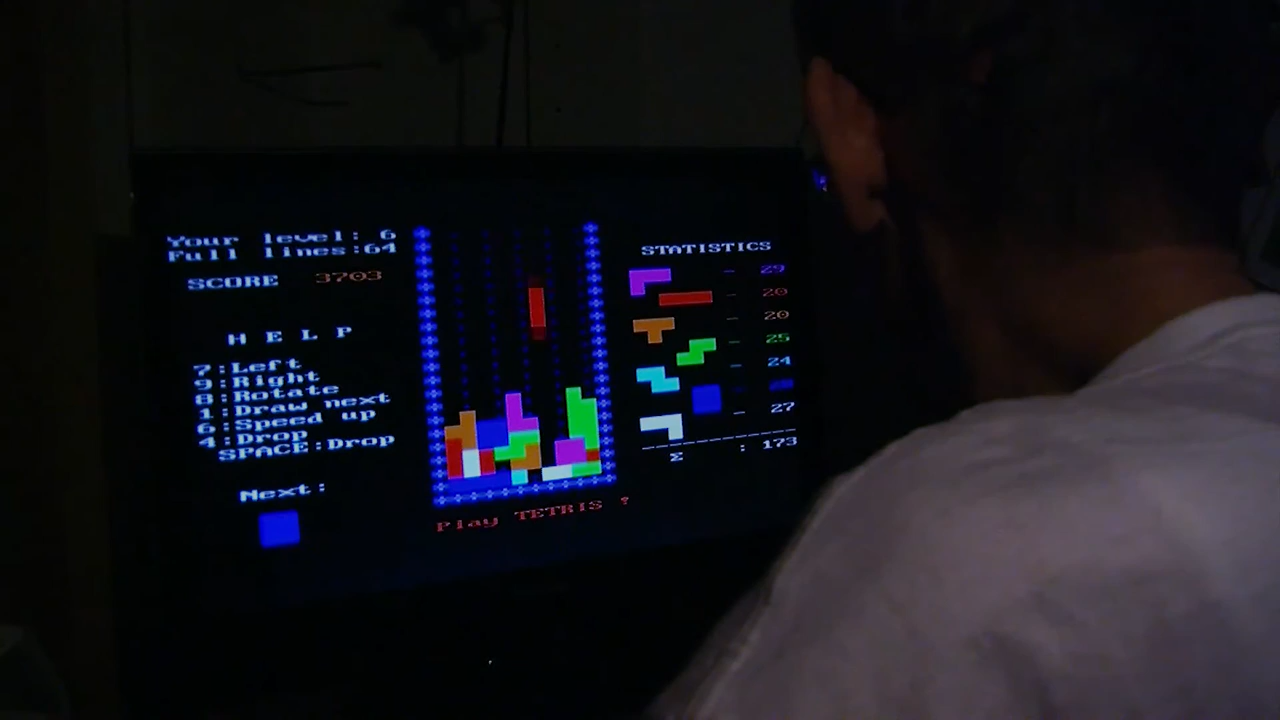 Your level: 6
Full lines:64
SCORE 3703
H E L P
7:Left
9:Right
8:Rotate
1:Draw next
6:Speed up
4:Drop
SPACE:Drop
Next:
Play TETRIS !
STATISTICS
- 29
- 20
- 20
- 25
- 24
- 27
Σ : 173